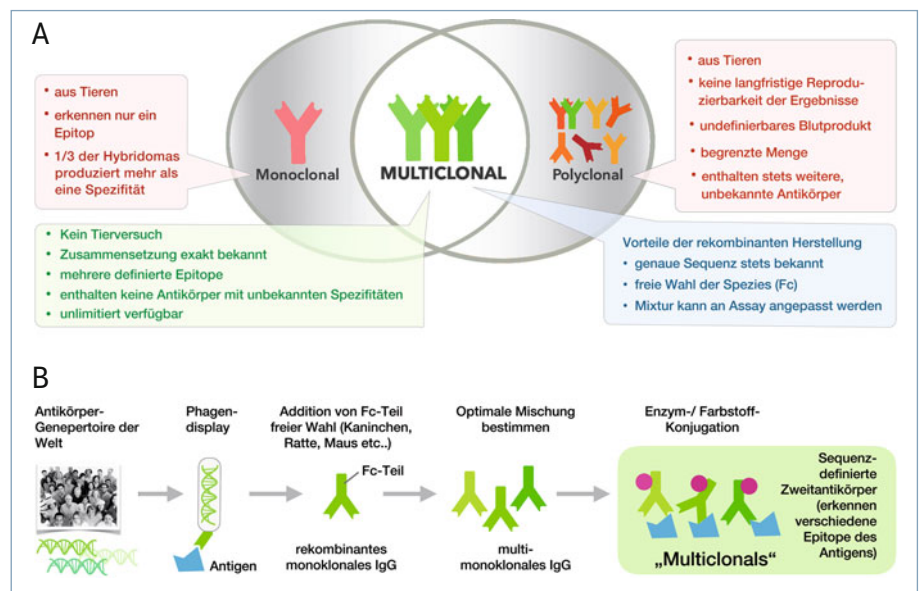 A
• aus Tieren
• erkennen nur ein
Epitop
• 1/3 der Hybridomas
produziert mehr als
eine Spezifität
Monoclonal
MULTICLONAL
Polyclonal
• aus Tieren
• keine langfristige Reprodu-
zierbarkeit der Ergebnisse
• undefinierbares Blutprodukt
• begrenzte Menge
• enthalten stets weitere,
unbekannte Antikörper
• Kein Tierversuch
• Zusammensetzung exakt bekannt
• mehrere definierte Epitope
• enthalten keine Antikörper mit unbekannten Spezifitäten
• unlimitiert verfügbar
Vorteile der rekombinanten Herstellung
• genaue Sequenz stets bekannt
• freie Wahl der Spezies (Fc)
• Mixtur kann an Assay angepasst werden
B
Antikörper-
Genepertoire der
Welt
Phagen-
display
Antigen
Addition von Fc-Teil
freier Wahl (Kaninchen,
Ratte, Maus etc..)
Fc-Teil
rekombinantes
monoklonales IgG
Optimale Mischung
bestimmen
multi-
monoklonales IgG
Enzym-/ Farbstoff-
Konjugation
Sequenz-
definierte
Zweitantikörper
(erkennen
verschiedene
Epitope des
Antigens)
„Multiclonals“